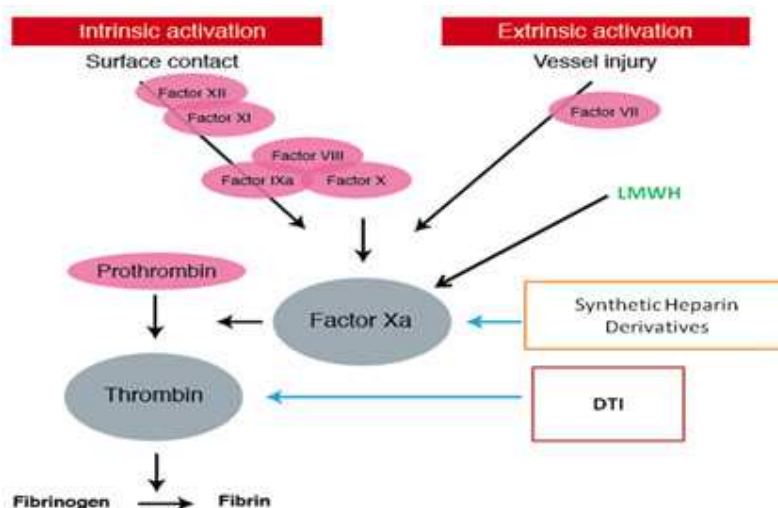 Intrinsic activation
Extrinsic activation
Surface contact
Vessel injury
Factor XII
Factor XI
Factor VII
Factor VIII
Factor IXa
Factor X
LMWH
Prothrombin
Factor Xa
Synthetic Heparin
Derivatives
Thrombin
DTI
Fibrinogen
Fibrin